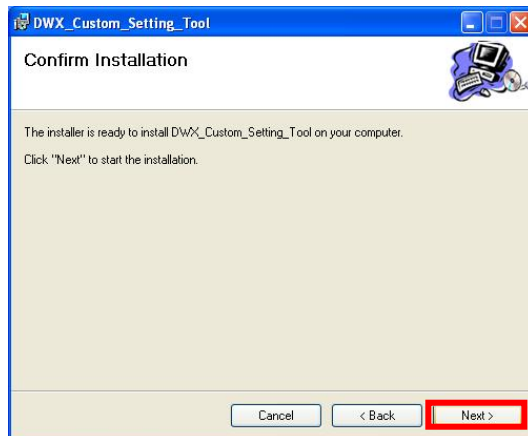 DWX_Custom_Setting_Tool
Confirm Installation
The installer is ready to install DWX_Custom_Setting_Tool on your computer.
Click "Next" to start the installation.
Cancel
< Back
Next >